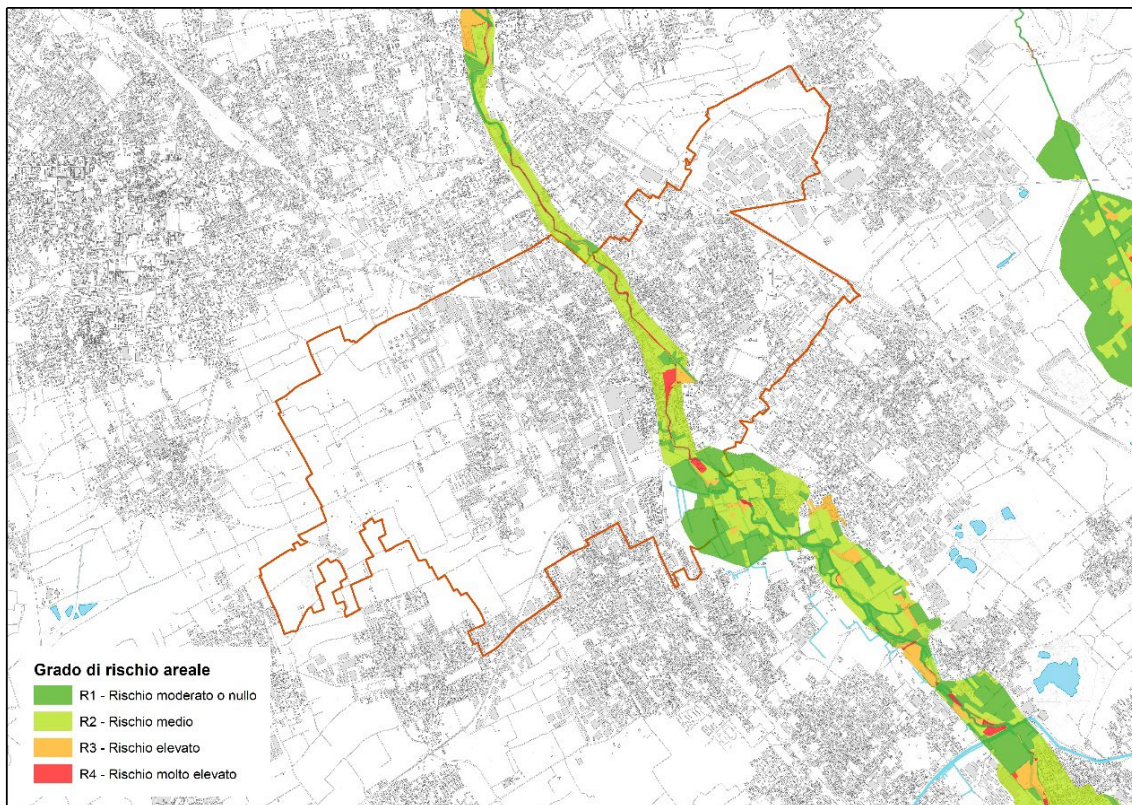 Grado di rischio areale
R1 - Rischio moderato o nullo
R2 - Rischio medio
R3 - Rischio elevato
R4 - Rischio molto elevato